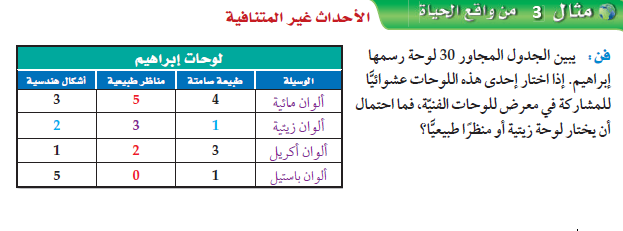 مثال 3 من واقع الحياة
الأحداث غير المتنافية
فن: يبين الجدول المجاور 30 لوحة رسمها
إبراهيم. إذا اختار إحدى هذه اللوحات عشوائيًّا
للمشاركة في معرض للوحات الفنيّة، فما احتمال
أن يختار لوحة زيتية أو منظرًا طبيعيًّا؟
لوحات إبراهيم
الوسيلة طبيعة صامتة مناظر طبيعية أشكال هندسية
ألوان مائية 4 5 3
ألوان زيتية 1 3 2
ألوان أكريل 3 2 1
ألوان باستيل 1 0 5